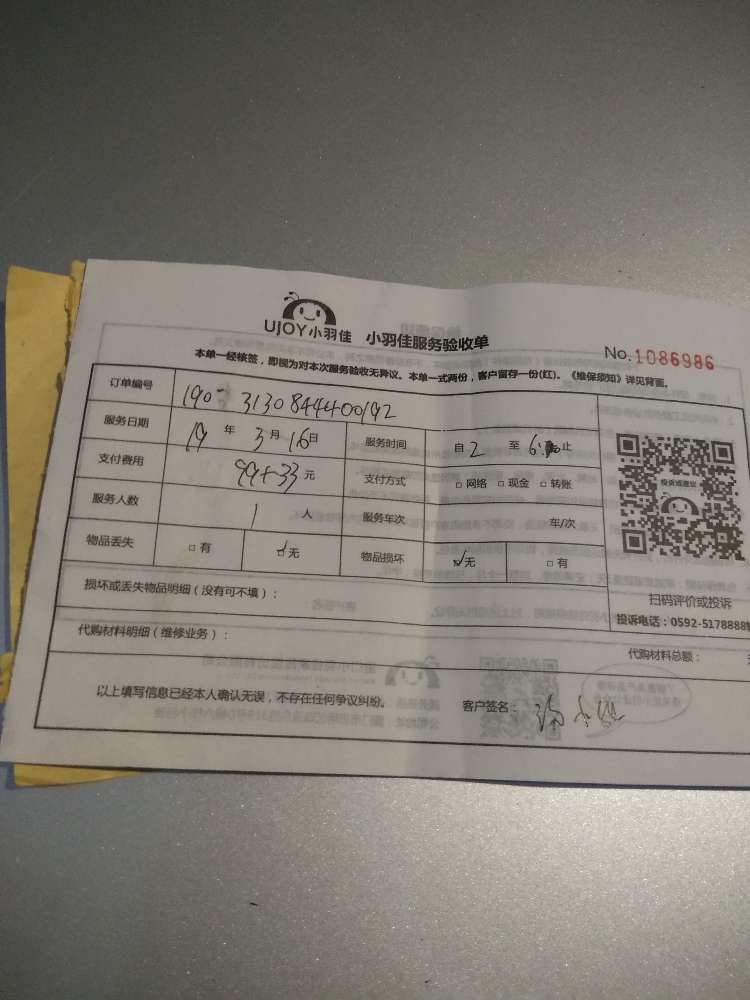 UJOY小羽佳 小羽佳服务验收单
No.1086986
本单一经核签，即视为对本次服务验收无异议。本单一式两份，客户留存一份(红)。《维保须知》详见背面。
订单编号 190 3130844400192
服务日期 19 年 3 月 16 日 服务时间 自 2 至 6: 止
支付费用 99+33 元 支付方式 □ 网络 □ 现金 □ 转账
服务人数 1 人 服务车次 车/次
物品丢失 □ 有 ☑ 无 物品损坏 ☑ 无 □ 有
投诉或建议
扫码评价或投诉
投诉电话：0592-5178888
损坏或丢失物品明细（没有可不填）：
代购材料明细（维修业务）：
代购材料总额：
以上填写信息已经本人确认无误，不存在任何争议纠纷。 客户签名：